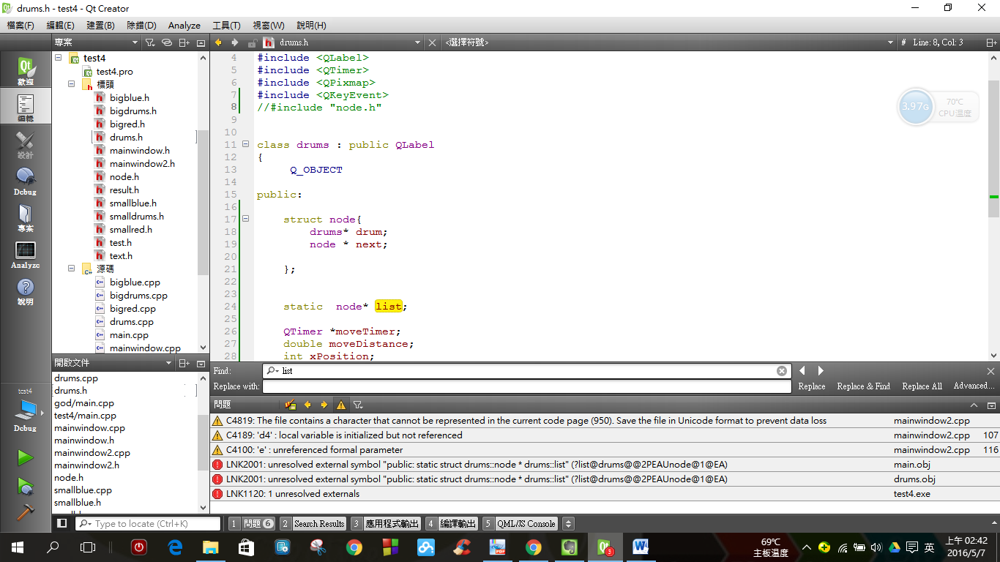 drums.h - test4 - Qt Creator
檔案(F) 編輯(E) 建置(B) 除錯(D) Analyze 工具(T) 視窗(W) 說明(H)
專案
drums.h
<選擇符號>
# Line: 8, Col: 3
歡迎
編輯
設計
Debug
專案
Analyze
說明
test4
Debug
test4
test4.pro
標頭
bigblue.h
bigdrums.h
bigred.h
drums.h
mainwindow.h
mainwindow2.h
node.h
result.h
smallblue.h
smalldrums.h
smallred.h
test.h
text.h
源碼
bigblue.cpp
bigdrums.cpp
bigred.cpp
drums.cpp
main.cpp
mainwindow.cpp
開啟文件
drums.cpp
drums.h
god/main.cpp
test4/main.cpp
mainwindow.cpp
mainwindow.h
mainwindow2.cpp
mainwindow2.h
node.h
smallblue.cpp
smallblue.h
4 #include <QLabel>
5 #include <QTimer>
6 #include <QPixmap>
7 #include <QKeyEvent>
8 //#include "node.h"
9
10
11 class drums : public QLabel
12 {
13 Q_OBJECT
14
15 public:
16
17 struct node{
18 drums* drum;
19 node * next;
20
21 };
22
23
24 static node* list;
25
26 QTimer *moveTimer;
27 double moveDistance;
28 int xPosition;
3.97G
70℃
CPU温度
Find: list
Replace with:
Replace Replace & Find Replace All Advanced...
問題
C4819: The file contains a character that cannot be represented in the current code page (950). Save the file in Unicode format to prevent data loss mainwindow2.cpp
C4189: 'd4' : local variable is initialized but not referenced mainwindow2.cpp 107
C4100: 'e' : unreferenced formal parameter mainwindow2.cpp 116
LNK2001: unresolved external symbol "public: static struct drums::node * drums::list" (?list@drums@@2PEAUnode@1@EA) main.obj
LNK2001: unresolved external symbol "public: static struct drums::node * drums::list" (?list@drums@@2PEAUnode@1@EA) drums.obj
LNK1120: 1 unresolved externals test4.exe
Type to locate (Ctrl+K)
1 問題 6 2 Search Results 3 應用程式輸出 4 編譯輸出 5 QML/JS Console
69℃
主板温度
英
上午 02:42
2016/5/7